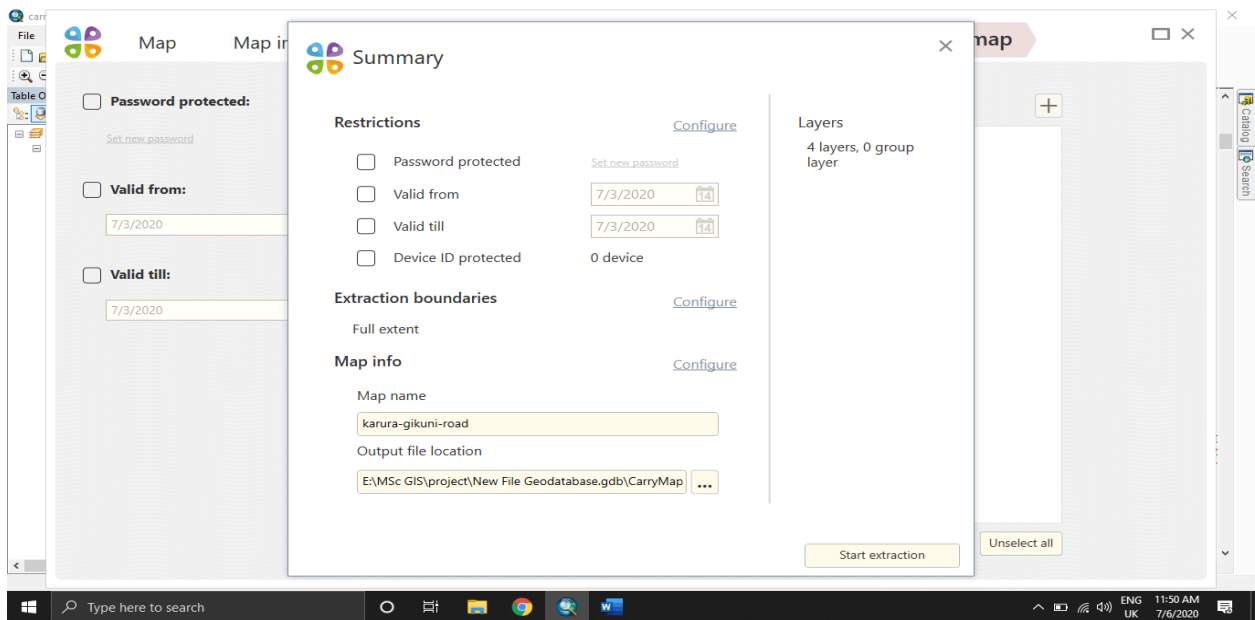 carr
File
Table O
Map
Map in
map
Password protected:
Set new password
Valid from:
7/3/2020
Valid till:
7/3/2020
Summary
Restrictions
Configure
Password protected
Set new password
Valid from
7/3/2020
14
Valid till
7/3/2020
14
Device ID protected
0 device
Extraction boundaries
Configure
Full extent
Map info
Configure
Map name
karura-gikuni-road
Output file location
E:\MSc GIS\project\New File Geodatabase.gdb\CarryMap
...
Layers
4 layers, 0 group
layer
Start extraction
Unselect all
Catalog
Search
Type here to search
ENG
UK
11:50 AM
7/6/2020